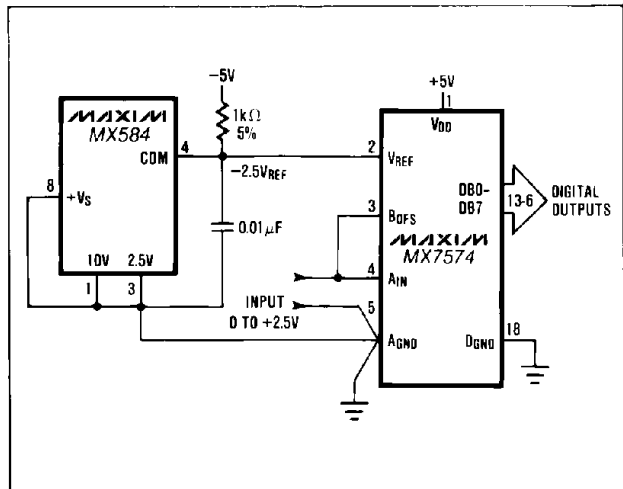 -5V
1kΩ
5%
MAXIM
MX584
COM
4
8
+VS
10V
2.5V
1
3
-2.5VREF
0.01µF
+5V
1
VDD
2
VREF
3
BOFS
DB0-
DB7
13-6
DIGITAL
OUTPUTS
MAXIM
MX7574
4
AIN
INPUT
0 TO +2.5V
5
AGND
DGND
18